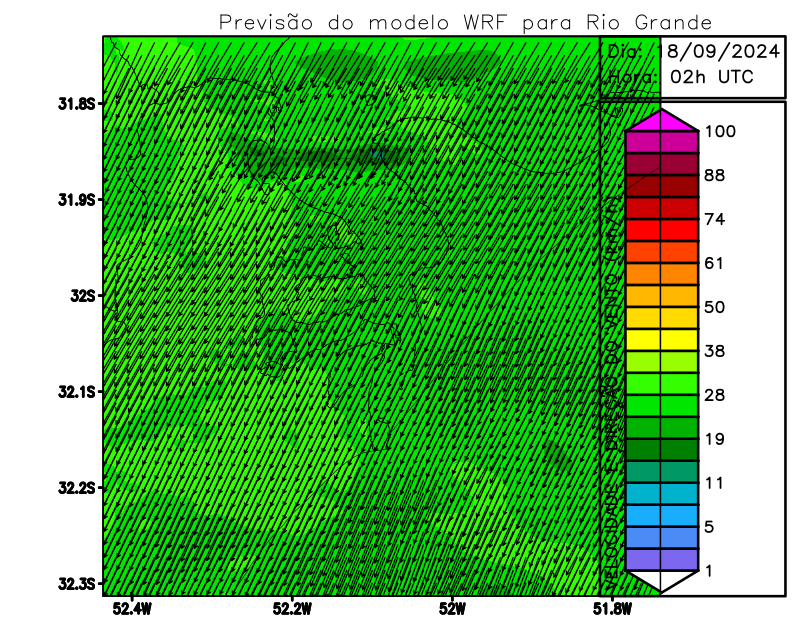 Previsão do modelo WRF para Rio Grande
Dia: 18/09/2024
Hora: 02h UTC
31.8S
31.9S
32S
32.1S
32.2S
32.3S
52.4W
52.2W
52W
51.8W
VELOCIDADE E DIREÇÃO DO VENTO (km/h)
100
88
74
61
50
38
28
19
11
5
1